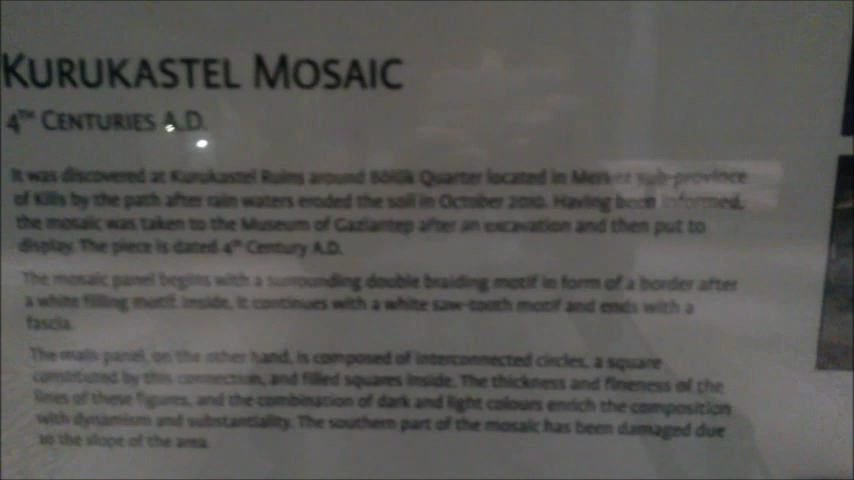 KURUKASTEL MOSAIC
4TH CENTURIES A.D.
It was discovered at Kurukastel Ruins around Bölük Quarter located in sub-province
of Kilis by the path after rain waters eroded the soil in October 2010. Having been informed,
the mosaic was taken to the Museum of Gaziantep after an excavation and then put to
display. The piece is dated 4th Century A.D.
The mosaic panel begins with a surrounding double braiding motif in form of a border after
a white filling motif. Inside, it continues with a white saw-tooth motif and ends with a
fascia.
The main panel, on the other hand, is composed of interconnected circles, a square
constituted by this connection, and filled squares inside. The thickness and fineness of the
lines of these figures, and the combination of dark and light colours enrich the composition
with dynamism and substantiality. The southern part of the mosaic has been damaged due
to the slope of the area.